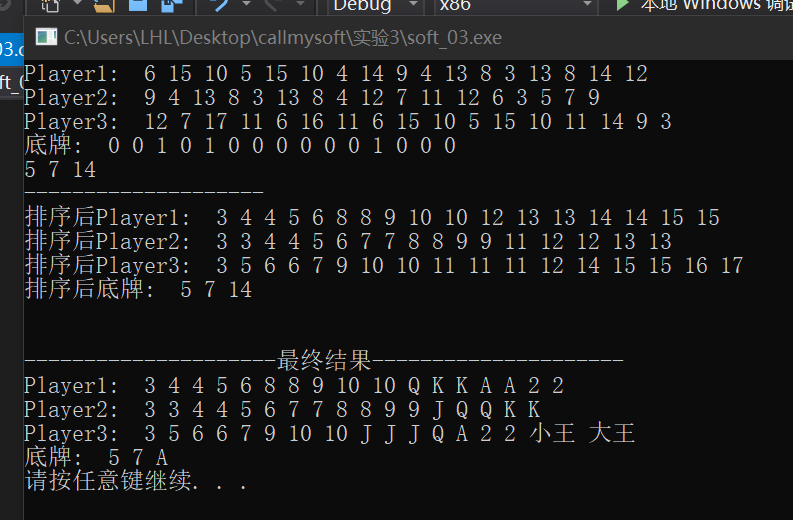 Debug
x86
本地 Windows 调试
C:\Users\LHL\Desktop\callmysoft\实验3\soft_03.exe
Player1:  6 15 10 5 15 10 4 14 9 4 13 8 3 13 8 14 12
Player2:  9 4 13 8 3 13 8 4 12 7 11 12 6 3 5 7 9
Player3:  12 7 17 11 6 16 11 6 15 10 5 15 10 11 14 9 3
底牌:  0 0 1 0 1 0 0 0 0 0 0 1 0 0 0
5 7 14
--------------------
排序后Player1:  3 4 4 5 6 8 8 9 10 10 12 13 13 14 14 15 15
排序后Player2:  3 3 4 4 5 6 7 7 8 8 9 9 11 12 12 13 13
排序后Player3:  3 5 6 6 7 9 10 10 11 11 11 12 14 15 15 16 17
排序后底牌:  5 7 14
---------------------最终结果---------------------
Player1:  3 4 4 5 6 8 8 9 10 10 Q K K A A 2 2
Player2:  3 3 4 4 5 6 7 7 8 8 9 9 J Q Q K K
Player3:  3 5 6 6 7 9 10 10 J J J Q A 2 2 小王 大王
底牌:  5 7 A
请按任意键继续. . .